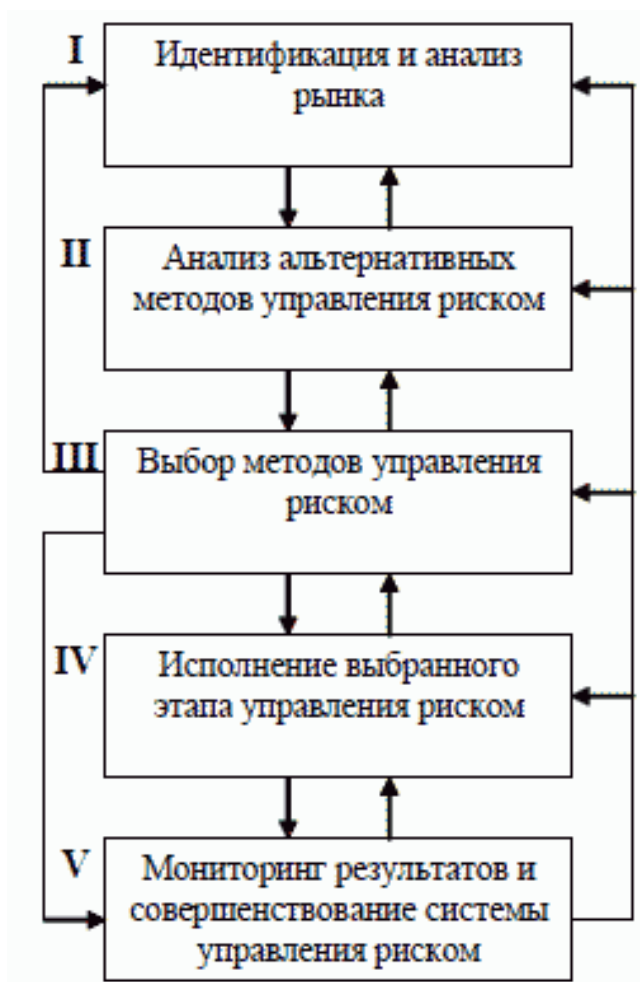 I
Идентификация и анализ
рынка
II
Анализ альтернативных
методов управления риском
III
Выбор методов управления
риском
IV
Исполнение выбранного
этапа управления риском
V
Мониторинг результатов и
совершенствование системы
управления риском